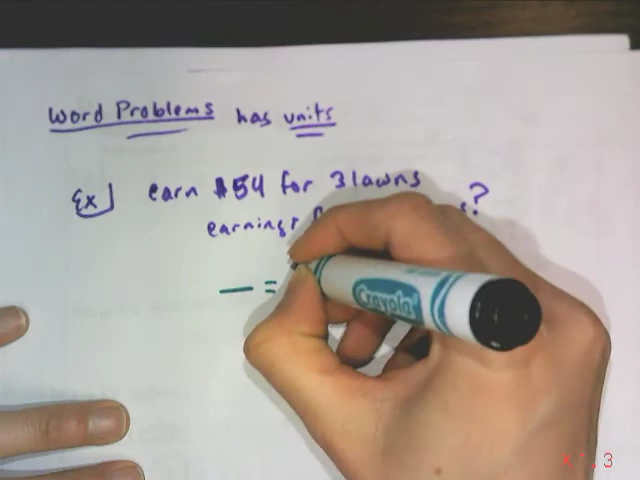 Word Problems has units
Ex] earn $54 for 3 lawns
earnings ?
— =
Crayola